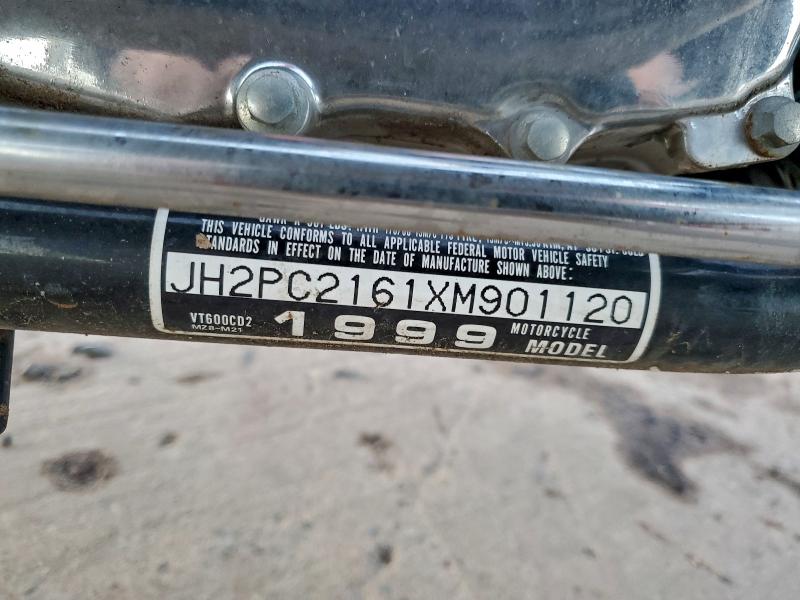 THIS VEHICLE CONFORMS TO ALL APPLICABLE FEDERAL MOTOR VEHICLE SAFETY
STANDARDS IN EFFECT ON THE DATE OF MANUFACTURE SHOWN ABOVE:
JH2PC2161XM901120
VT600CD2 1999 MOTORCYCLE
MZ8-M21 MODEL